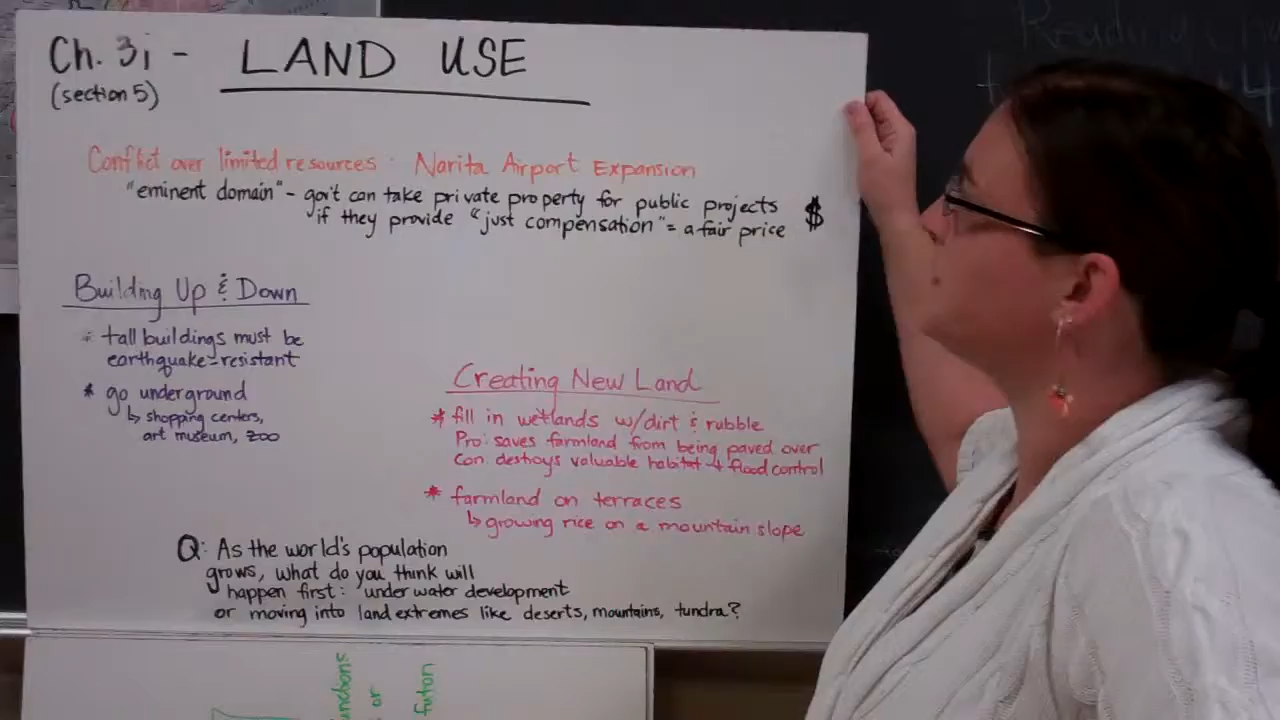 Ch. 3i - LAND USE
(section 5)
Conflict over limited resources · Narita Airport Expansion
"eminent domain" - gov't can take private property for public projects
if they provide "just compensation" = a fair price $
Building Up & Down
* tall buildings must be
earthquake-resistant
* go underground
↳ shopping centers,
art museum, zoo
Creating New Land
* fill in wetlands w/dirt & rubble
Pro: saves farmland from being paved over
Con: destroys valuable habitat + flood control
* farmland on terraces
↳ growing rice on a mountain slope
Q: As the world's population
grows, what do you think will
happen first: underwater development
or moving into land extremes like deserts, mountains, tundra?
or
futon
Reading